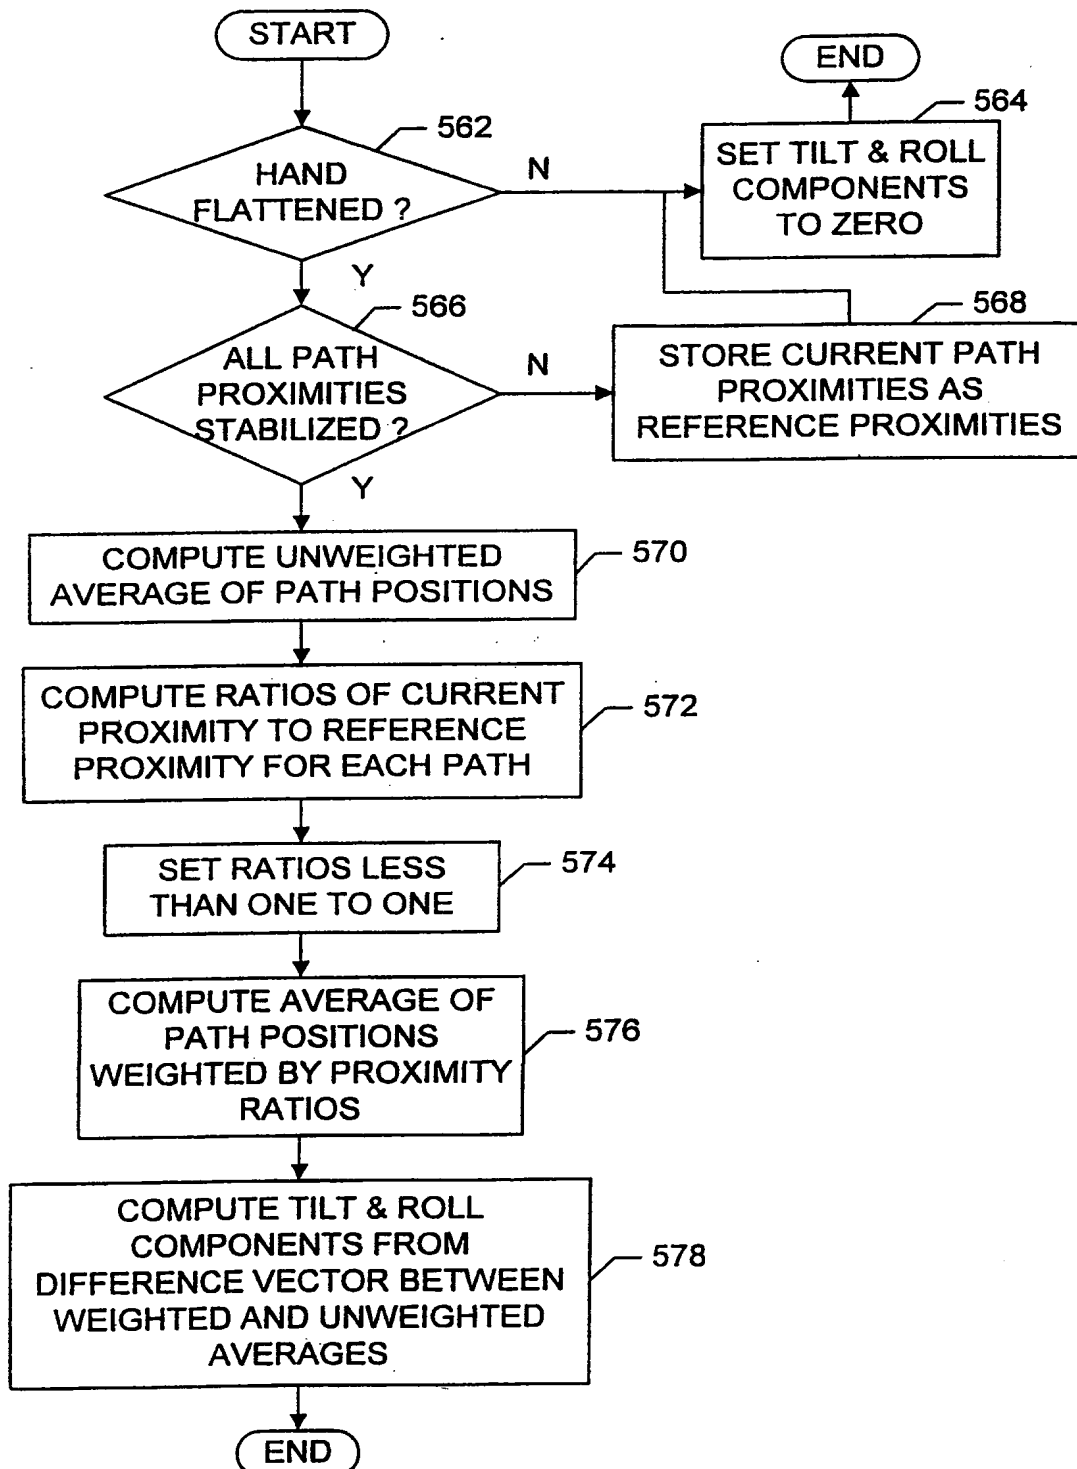 START
END
562
564
HAND
FLATTENED ?
N
SET TILT & ROLL
COMPONENTS
TO ZERO
Y
566
568
ALL PATH
PROXIMITIES
STABILIZED ?
N
STORE CURRENT PATH
PROXIMITIES AS
REFERENCE PROXIMITIES
Y
COMPUTE UNWEIGHTED
AVERAGE OF PATH POSITIONS
570
COMPUTE RATIOS OF CURRENT
PROXIMITY TO REFERENCE
PROXIMITY FOR EACH PATH
572
SET RATIOS LESS
THAN ONE TO ONE
574
COMPUTE AVERAGE OF
PATH POSITIONS
WEIGHTED BY PROXIMITY
RATIOS
576
COMPUTE TILT & ROLL
COMPONENTS FROM
DIFFERENCE VECTOR BETWEEN
WEIGHTED AND UNWEIGHTED
AVERAGES
578
END